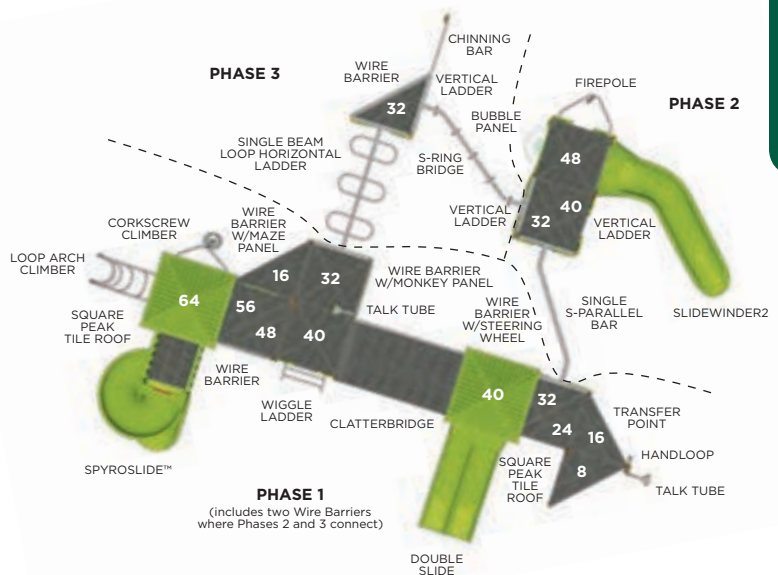 CHINNING
BAR
WIRE
BARRIER
PHASE 3
VERTICAL
LADDER
FIREPOLE
PHASE 2
BUBBLE
PANEL
32
SINGLE BEAM
LOOP HORIZONTAL
LADDER
S-RING
BRIDGE
48
40
32
VERTICAL
LADDER
VERTICAL
LADDER
CORKSCREW
CLIMBER
WIRE
BARRIER
W/MAZE
PANEL
LOOP ARCH
CLIMBER
16
32
WIRE BARRIER
W/MONKEY PANEL
64
56
TALK TUBE
WIRE
BARRIER
W/STEERING
WHEEL
SINGLE
S-PARALLEL
BAR
SLIDEWINDER2
SQUARE
PEAK
TILE ROOF
48
40
WIRE
BARRIER
WIGGLE
LADDER
CLATTERBRIDGE
40
32
24
16
8
TRANSFER
POINT
HANDLOOP
TALK TUBE
SQUARE
PEAK
TILE
ROOF
SPYROSLIDE™
PHASE 1
(includes two Wire Barriers
where Phases 2 and 3 connect)
DOUBLE
SLIDE